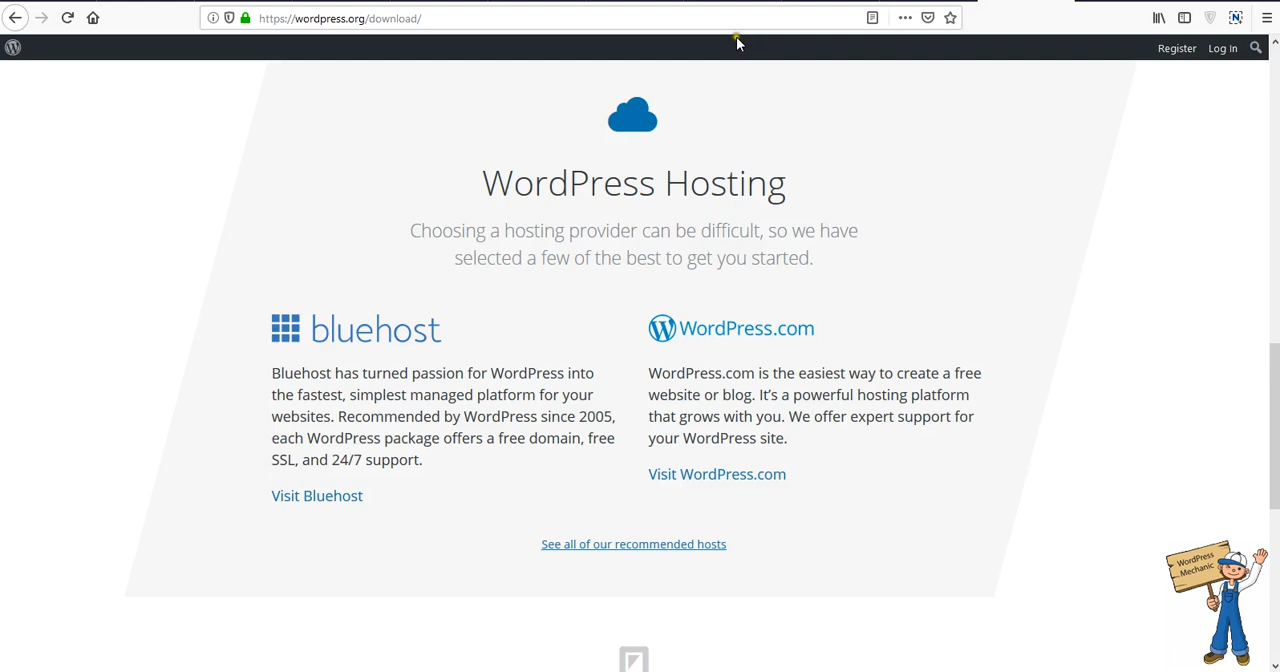 https://wordpress.org/download/
Register Log In
WordPress Hosting
Choosing a hosting provider can be difficult, so we have
selected a few of the best to get you started.
bluehost
Bluehost has turned passion for WordPress into
the fastest, simplest managed platform for your
websites. Recommended by WordPress since 2005,
each WordPress package offers a free domain, free
SSL, and 24/7 support.
Visit Bluehost
WordPress.com
WordPress.com is the easiest way to create a free
website or blog. It’s a powerful hosting platform
that grows with you. We offer expert support for
your WordPress site.
Visit WordPress.com
See all of our recommended hosts
WordPress
Mechanic